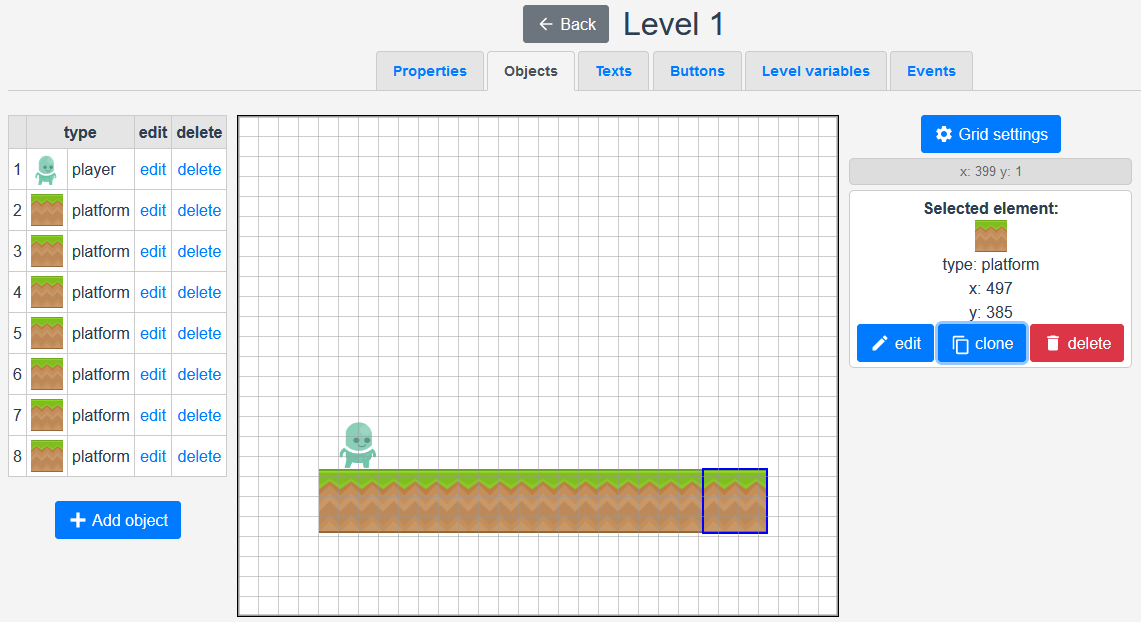 Back Level 1
Properties Objects Texts Buttons Level variables Events
type edit delete
1 player edit delete
2 platform edit delete
3 platform edit delete
4 platform edit delete
5 platform edit delete
6 platform edit delete
7 platform edit delete
8 platform edit delete
Add object
Grid settings
x: 399 y: 1
Selected element:
type: platform
x: 497
y: 385
edit clone delete